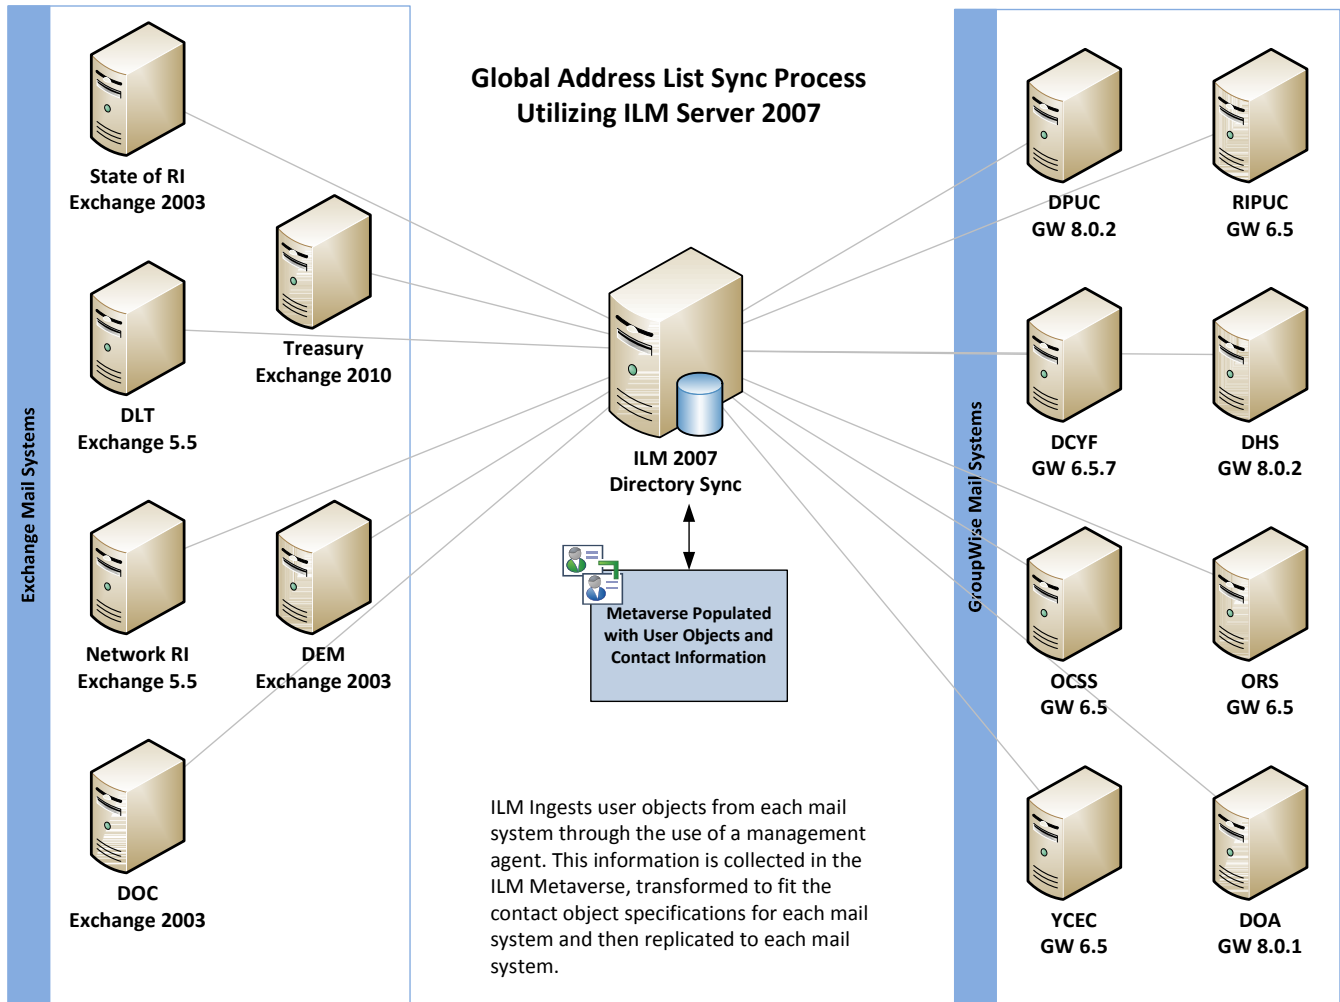 Global Address List Sync Process
Utilizing ILM Server 2007
Exchange Mail Systems
State of RI
Exchange 2003
Treasury
Exchange 2010
DLT
Exchange 5.5
Network RI
Exchange 5.5
DEM
Exchange 2003
DOC
Exchange 2003
ILM 2007
Directory Sync
Metaverse Populated
with User Objects and
Contact Information
ILM Ingests user objects from each mail
system through the use of a management
agent. This information is collected in the
ILM Metaverse, transformed to fit the
contact object specifications for each mail
system and then replicated to each mail
system.
GroupWise Mail Systems
DPUC
GW 8.0.2
RIPUC
GW 6.5
DCYF
GW 6.5.7
DHS
GW 8.0.2
OCSS
GW 6.5
ORS
GW 6.5
YCEC
GW 6.5
DOA
GW 8.0.1